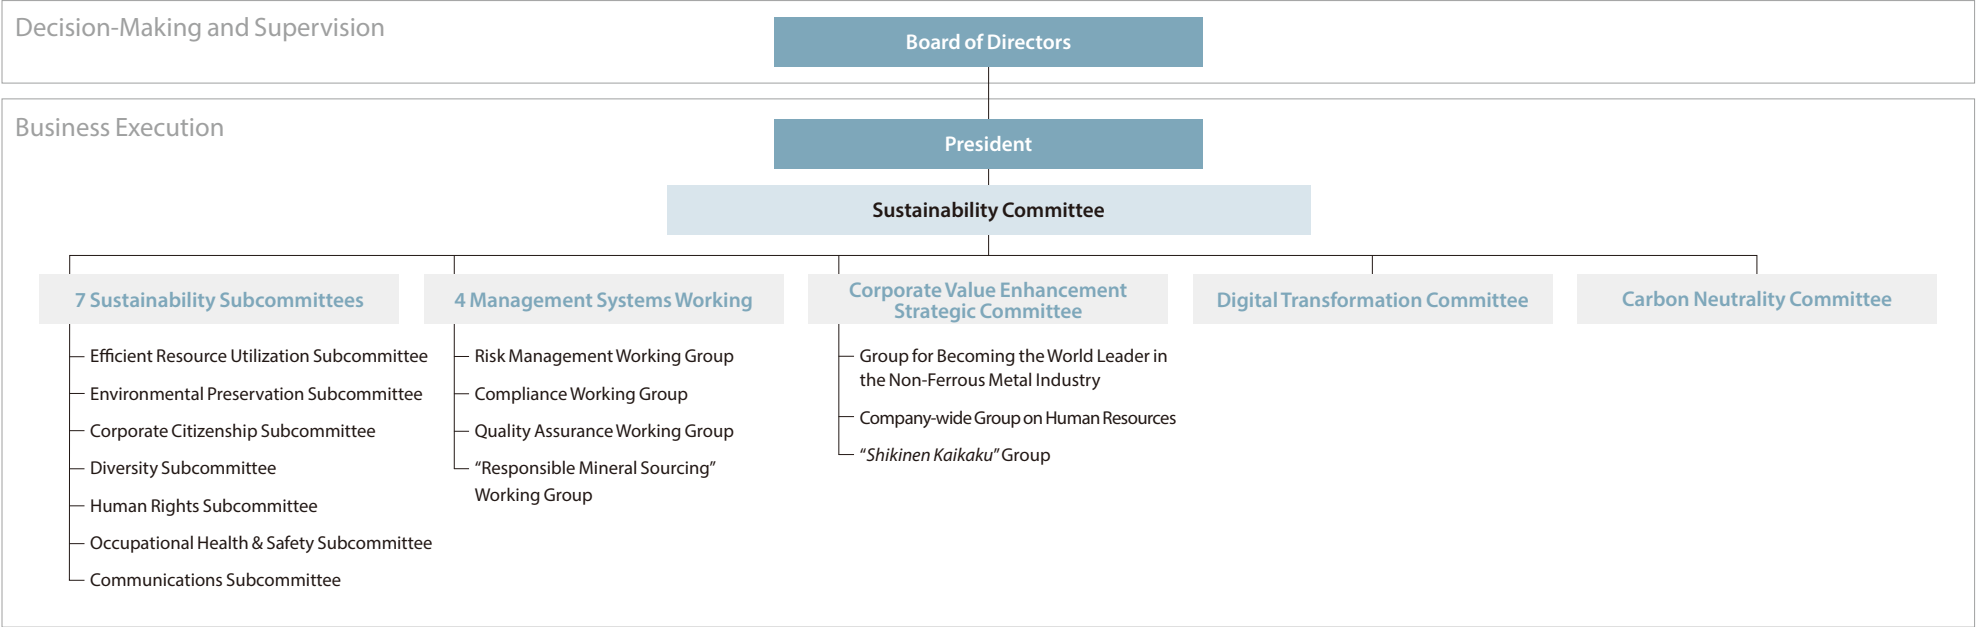 Decision-Making and Supervision
Board of Directors
Business Execution
President
Sustainability Committee
7 Sustainability Subcommittees
Efficient Resource Utilization Subcommittee
Environmental Preservation Subcommittee
Corporate Citizenship Subcommittee
Diversity Subcommittee
Human Rights Subcommittee
Occupational Health & Safety Subcommittee
Communications Subcommittee
4 Management Systems Working
Risk Management Working Group
Compliance Working Group
Quality Assurance Working Group
“Responsible Mineral Sourcing”
Working Group
Corporate Value Enhancement
Strategic Committee
Group for Becoming the World Leader in
the Non-Ferrous Metal Industry
Company-wide Group on Human Resources
“Shikinen Kaikaku” Group
Digital Transformation Committee
Carbon Neutrality Committee